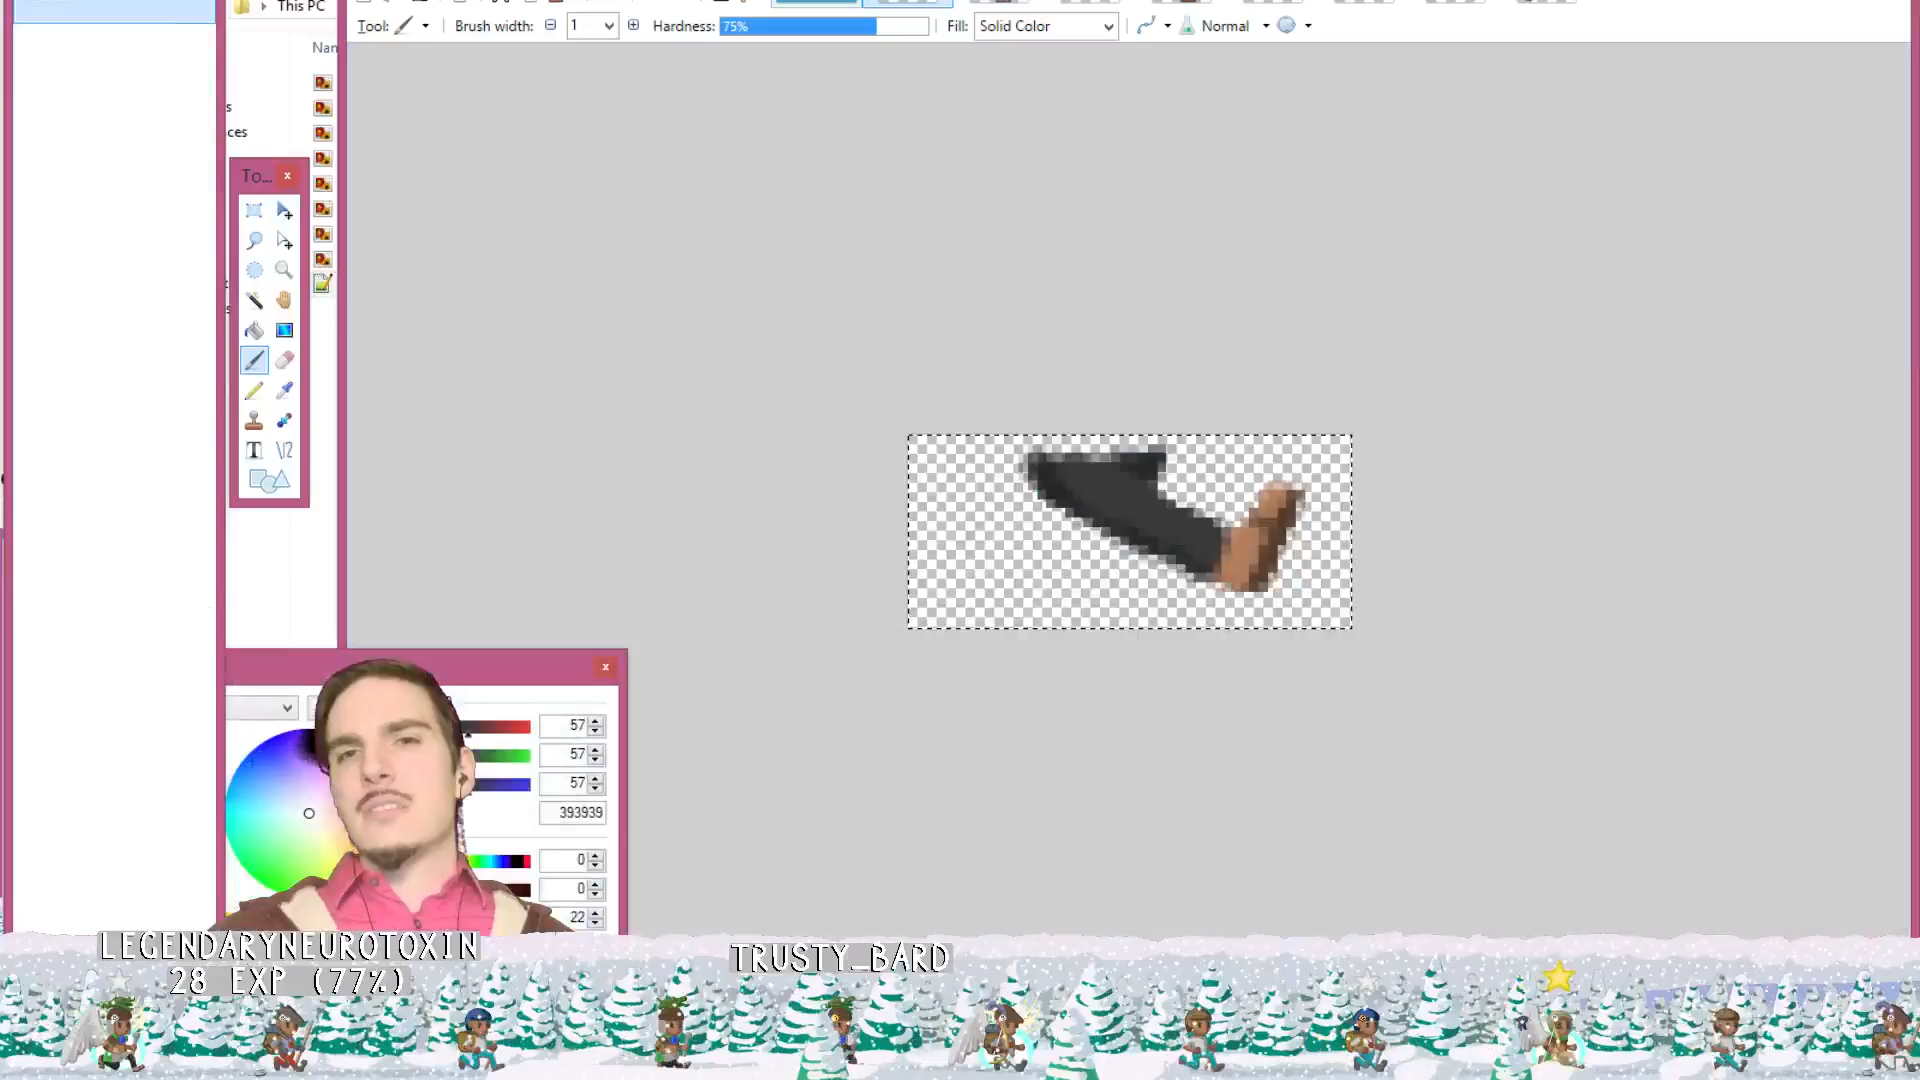 This PC
Tool:
Brush width:
1
Hardness:
75%
Fill:
Solid Color
Normal
Nan
s
ces
To...
x
T
x
57
57
57
393939
0
0
22
LEGENDARYNEUROTOXIN
28 EXP (77%)
TRUSTY_BARD